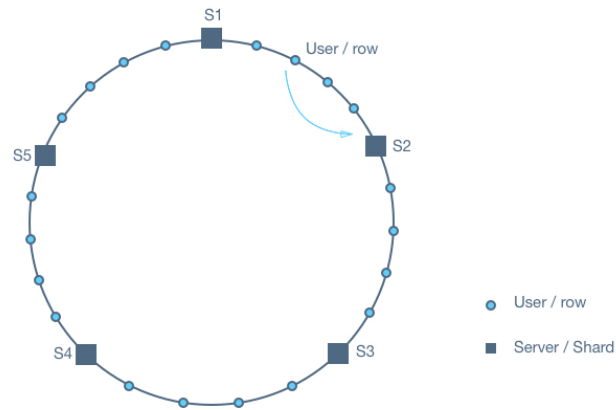 S1
User / row
S2
S5
S4
S3
User / row
Server / Shard